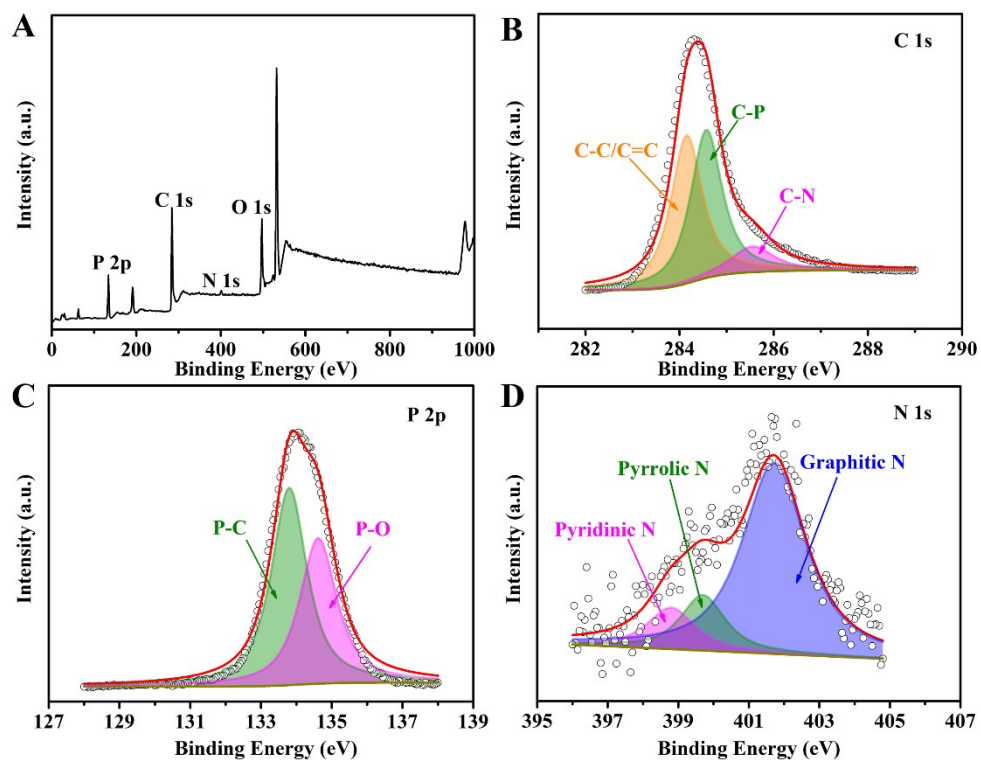 A
Intensity (a.u.)
P 2p
C 1s
N 1s
O 1s
0 200 400 600 800 1000
Binding Energy (eV)
B
C 1s
Intensity (a.u.)
C-C/C=C
C-P
C-N
282 284 286 288 290
Binding Energy (eV)
C
P 2p
Intensity (a.u.)
P-C
P-O
127 129 131 133 135 137 139
Binding Energy (eV)
D
N 1s
Intensity (a.u.)
Pyridinic N
Pyrrolic N
Graphitic N
395 397 399 401 403 405 407
Binding Energy (eV)